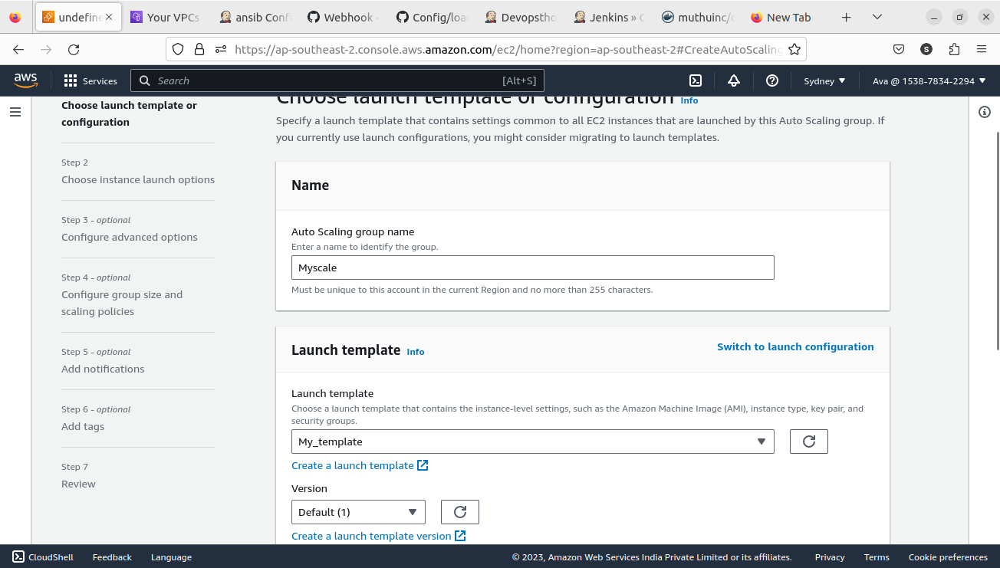 undefine
Your VPCs
ansib Conf
Webhook
Config/loa
Devopstho
Jenkins » C
muthuinc/c
New Tab
https://ap-southeast-2.console.aws.amazon.com/ec2/home?region=ap-southeast-2#CreateAutoScaling
S
aws
Services
Search
[Alt+S]
Sydney
Ava @ 1538-7834-2294
Choose launch template or
configuration
Step 2
Choose instance launch options
Step 3 - optional
Configure advanced options
Step 4 - optional
Configure group size and
scaling policies
Step 5 - optional
Add notifications
Step 6 - optional
Add tags
Step 7
Review
Choose launch template or configuration Info
Specify a launch template that contains settings common to all EC2 instances that are launched by this Auto Scaling group. If
you currently use launch configurations, you might consider migrating to launch templates.
Name
Auto Scaling group name
Enter a name to identify the group.
Myscale
Must be unique to this account in the current Region and no more than 255 characters.
Launch template Info
Switch to launch configuration
Launch template
Choose a launch template that contains the instance-level settings, such as the Amazon Machine Image (AMI), instance type, key pair, and
security groups.
My_template
Create a launch template
Version
Default (1)
Create a launch template version
CloudShell
Feedback
Language
© 2023, Amazon Web Services India Private Limited or its affiliates.
Privacy
Terms
Cookie preferences